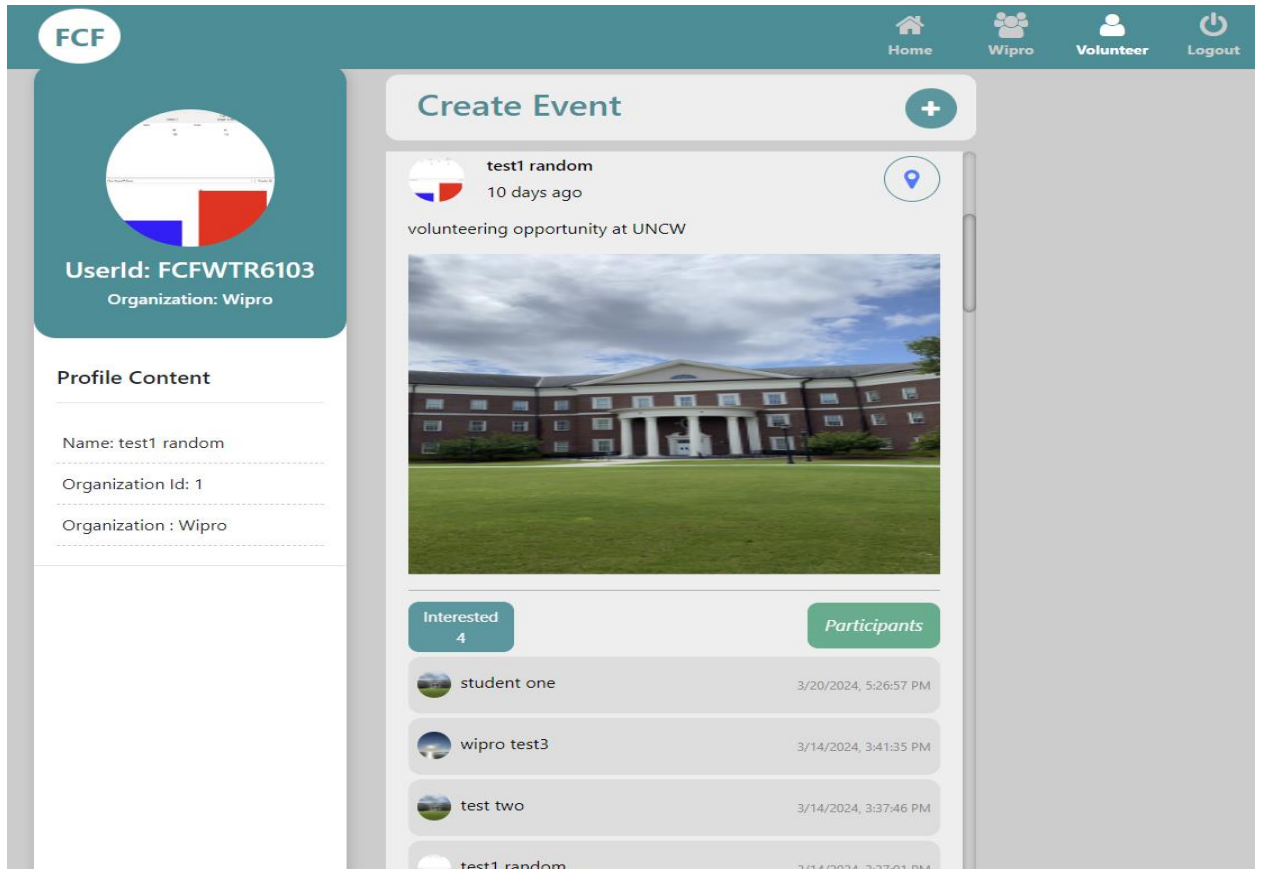 FCF
Home
Wipro
Volunteer
Logout
UserId: FCFWTR6103
Organization: Wipro
Profile Content
Name: test1 random
Organization Id: 1
Organization : Wipro
Create Event
test1 random
10 days ago
volunteering opportunity at UNCW
Interested
4
Participants
student one
3/20/2024, 5:26:57 PM
wipro test3
3/14/2024, 3:41:35 PM
test two
3/14/2024, 3:37:46 PM
test1 random